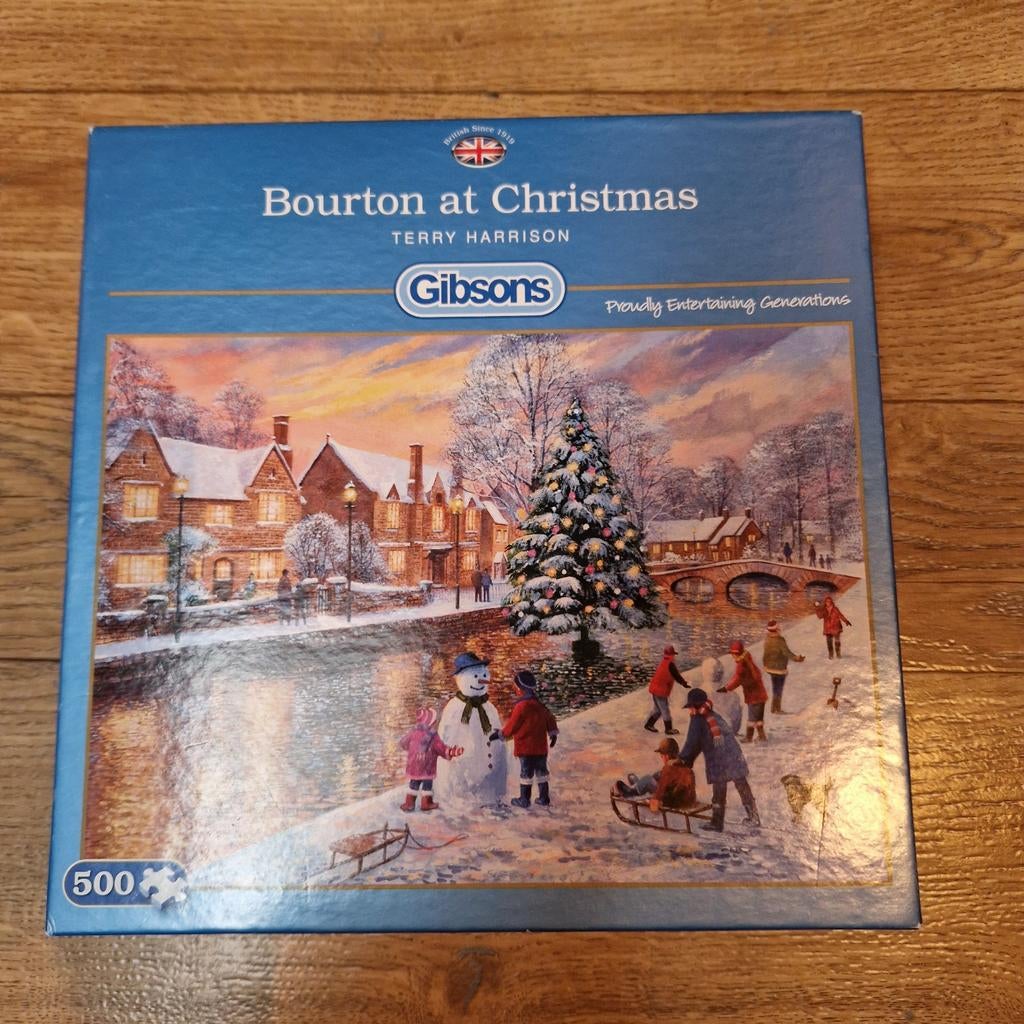 British Since 1919
Bourton at Christmas
TERRY HARRISON
Gibsons
Proudly Entertaining Generations
500